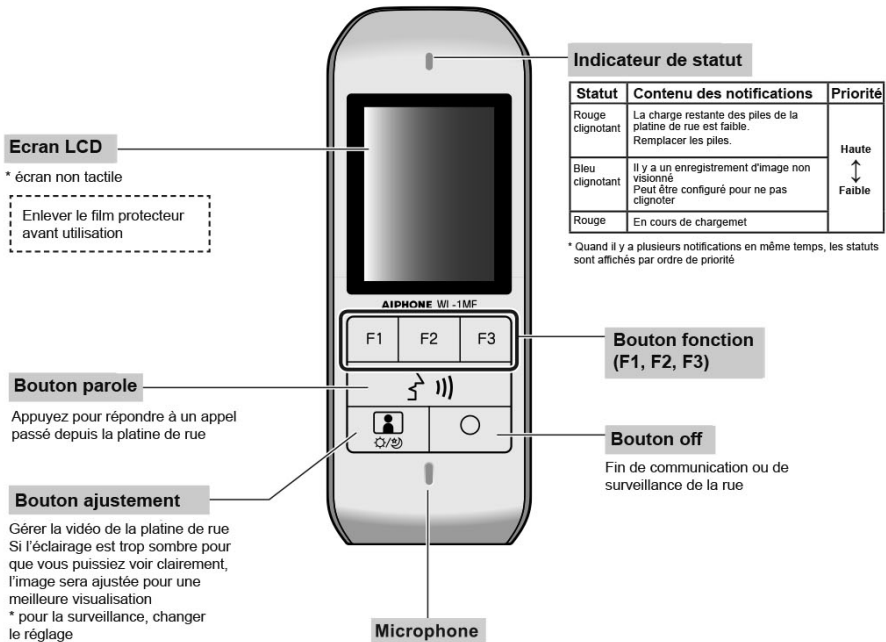 Indicateur de statut
Statut Contenu des notifications Priorité
Rouge clignotant
La charge restante des piles de la
platine de rue est faible.
Remplacer les piles.
Bleu clignotant
Il y a un enregistrement d'image non
visionné
Peut être configuré pour ne pas
clignoter
Rouge
En cours de chargemet
Haute
Faible
* Quand il y a plusieurs notifications en même temps, les statuts
sont affichés par ordre de priorité
Ecran LCD
* écran non tactile
Enlever le film protecteur
avant utilisation
AIPHONE WL-1ME
F1 F2 F3
Bouton fonction
(F1, F2, F3)
Bouton parole
Appuyez pour répondre à un appel
passé depuis la platine de rue
Bouton off
Fin de communication ou de
surveillance de la rue
Bouton ajustement
Gérer la vidéo de la platine de rue
Si l'éclairage est trop sombre pour
que vous puissiez voir clairement,
l'image sera ajustée pour une
meilleure visualisation
* pour la surveillance, changer
le réglage
Microphone